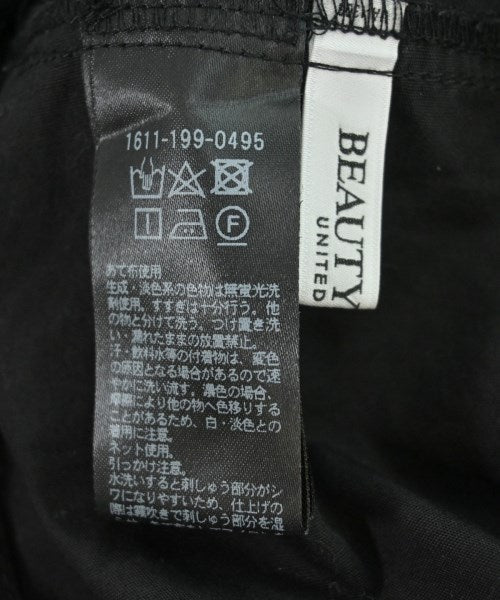 1611-199-0495
F
あて布使用
生成・淡色系の色物は無蛍光洗
剤使用。すすぎは十分行う。他
の物と分けて洗う。つけ置き洗
い・濡れたままの放置禁止。
汗・飲料水等の付着物は、変色
の原因となる場合があるので速
やかに洗い流す。濃色の場合、
摩擦により他の物へ色移りする
ことがあるため、白・淡色との
着用に注意。
ネット使用。
引っかけ注意。
水洗いすると刺しゅう部分がシ
ワになりやすいため、仕上げの
際は霧吹きで刺しゅう部分を湿
BEAUTY
UNITED